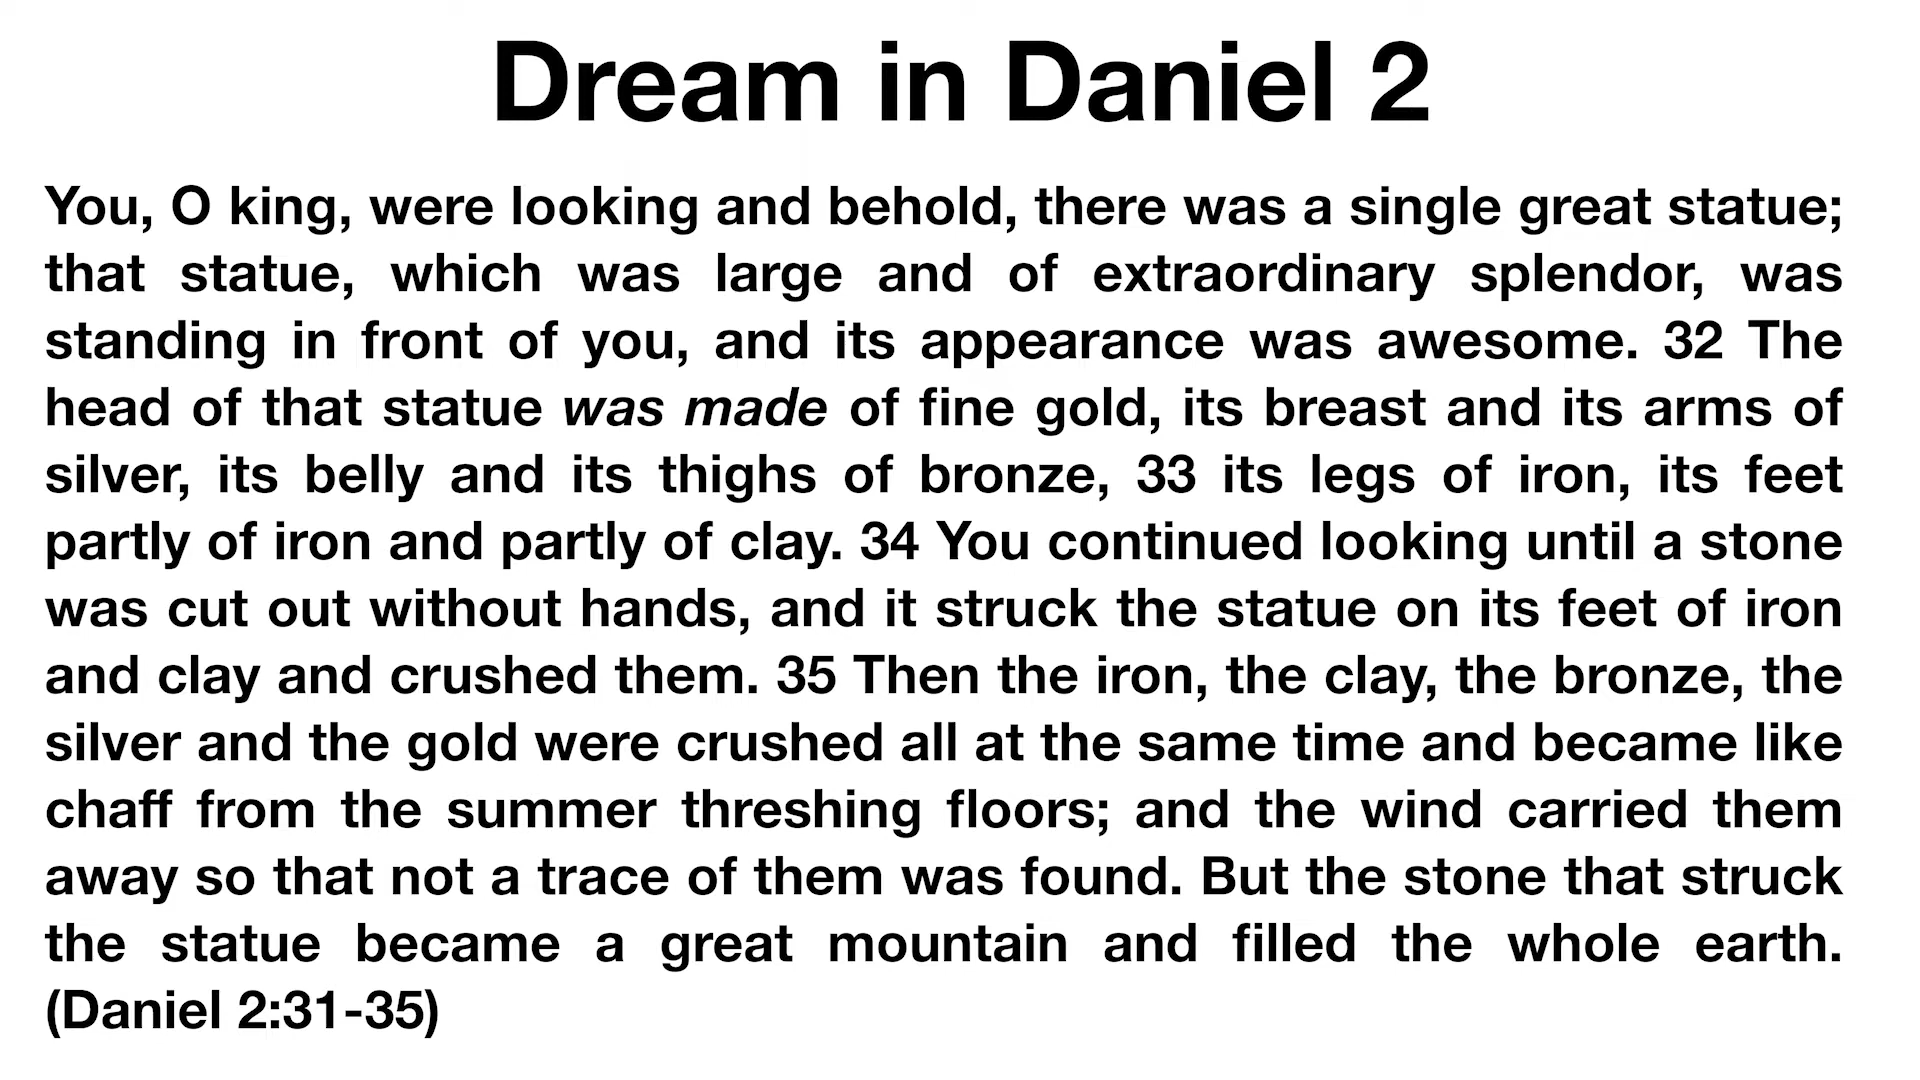 Dream in Daniel 2
You, O king, were looking and behold, there was a single great statue;
that statue, which was large and of extraordinary splendor, was
standing in front of you, and its appearance was awesome. 32 The
head of that statue was made of fine gold, its breast and its arms of
silver, its belly and its thighs of bronze, 33 its legs of iron, its feet
partly of iron and partly of clay. 34 You continued looking until a stone
was cut out without hands, and it struck the statue on its feet of iron
and clay and crushed them. 35 Then the iron, the clay, the bronze, the
silver and the gold were crushed all at the same time and became like
chaff from the summer threshing floors; and the wind carried them
away so that not a trace of them was found. But the stone that struck
the statue became a great mountain and filled the whole earth.
(Daniel 2:31-35)